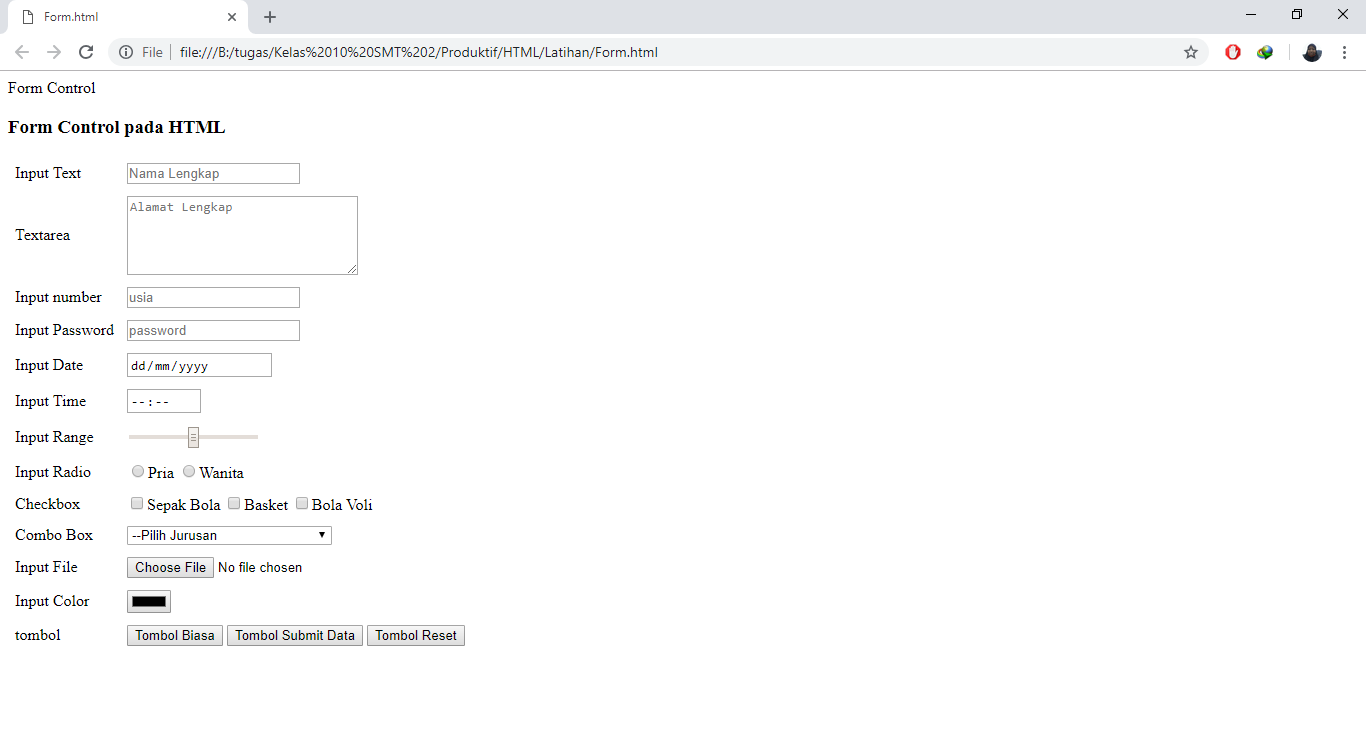 Form.html
File file:///B:/tugas/Kelas%2010%20SMT%202/Produktif/HTML/Latihan/Form.html
Form Control
Form Control pada HTML
Input Text Nama Lengkap
Textarea Alamat Lengkap
Input number usia
Input Password password
Input Date dd/mm/yyyy
Input Time --:--
Input Range
Input Radio Pria Wanita
Checkbox Sepak Bola Basket Bola Voli
Combo Box --Pilih Jurusan
Input File Choose File No file chosen
Input Color
tombol Tombol Biasa Tombol Submit Data Tombol Reset